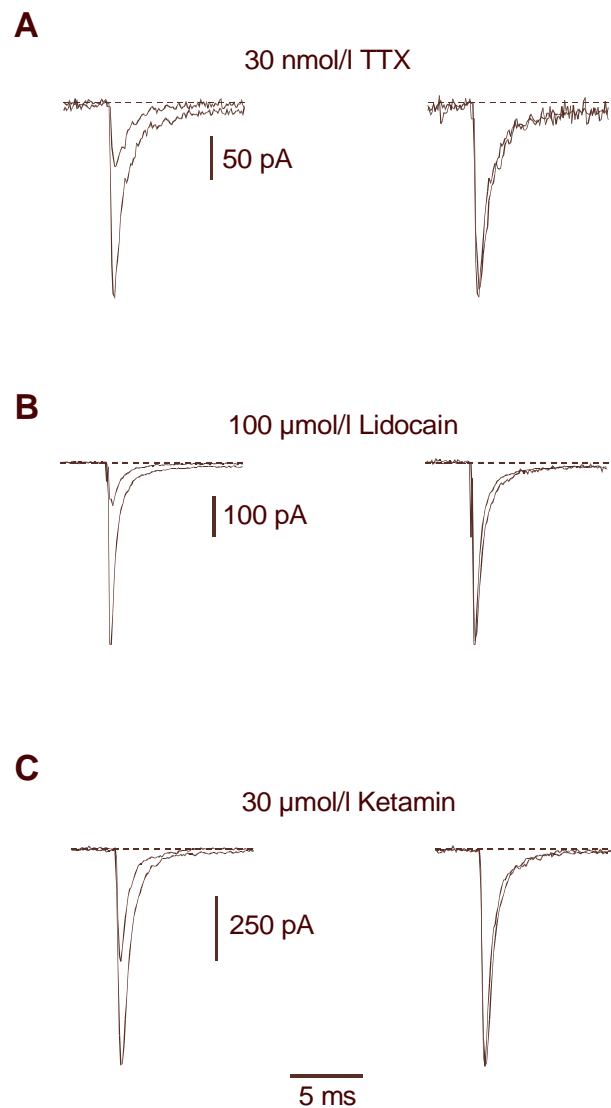 A
30 nmol/l TTX
50 pA
B
100 µmol/l Lidocain
100 pA
C
30 µmol/l Ketamin
250 pA
5 ms